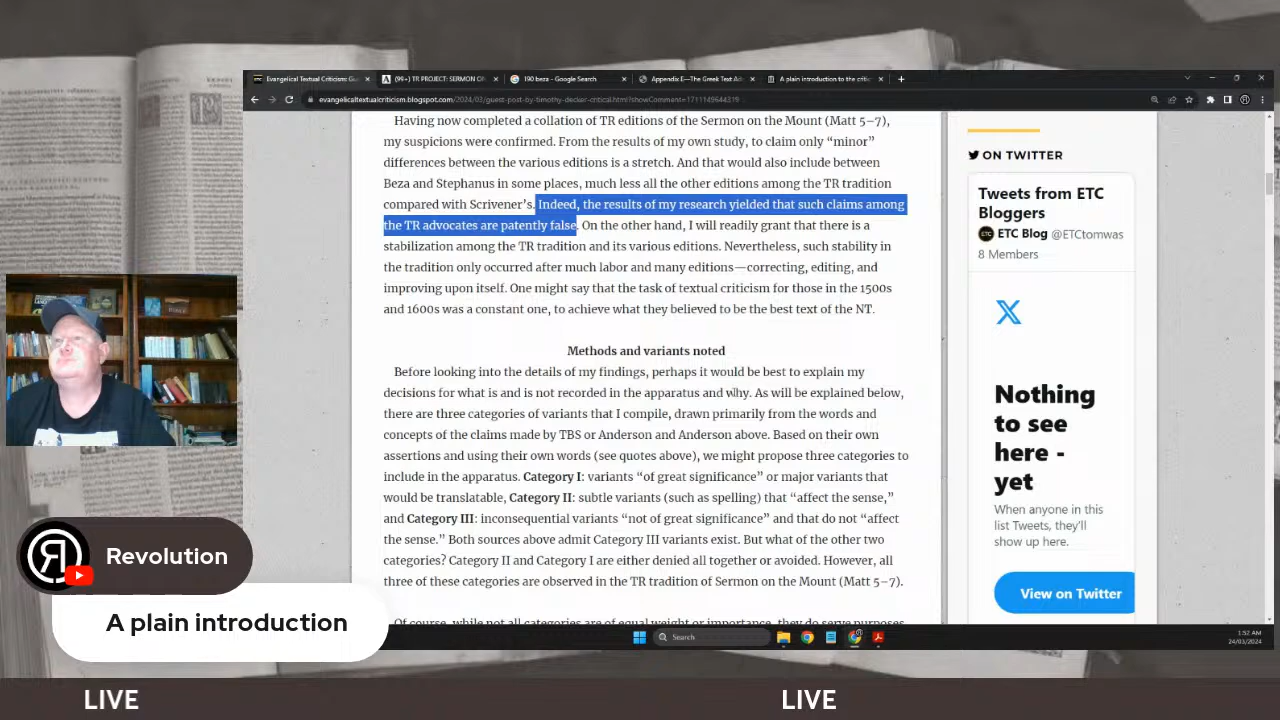 Evangelical Textual Criticism: Gu
(99+) TR PROJECT: SERMON O
190 beza - Google Search
Appendix E—The Greek Text Ad
A plain introduction to the critic
evangelicaltextualcriticism.blogspot.com/2024/03/guest-post-by-timothy-decker-critical.html?showComment=1711149644319
Having now completed a collation of TR editions of the Sermon on the Mount (Matt 5–7),
my suspicions were confirmed. From the results of my own study, to claim only “minor”
differences between the various editions is a stretch. And that would also include between
Beza and Stephanus in some places, much less all the other editions among the TR tradition
compared with Scrivener’s. Indeed, the results of my research yielded that such claims among
the TR advocates are patently false. On the other hand, I will readily grant that there is a
stabilization among the TR tradition and its various editions. Nevertheless, such stability in
the tradition only occurred after much labor and many editions—correcting, editing, and
improving upon itself. One might say that the task of textual criticism for those in the 1500s
and 1600s was a constant one, to achieve what they believed to be the best text of the NT.
Methods and variants noted
Before looking into the details of my findings, perhaps it would be best to explain my
decisions for what is and is not recorded in the apparatus and why. As will be explained below,
there are three categories of variants that I compile, drawn primarily from the words and
concepts of the claims made by TBS or Anderson and Anderson above. Based on their own
assertions and using their own words (see quotes above), we might propose three categories to
include in the apparatus. Category I: variants “of great significance” or major variants that
would be translatable, Category II: subtle variants (such as spelling) that “affect the sense,”
and Category III: inconsequential variants “not of great significance” and that do not “affect
the sense.” Both sources above admit Category III variants exist. But what of the other two
categories? Category II and Category I are either denied all together or avoided. However, all
three of these categories are observed in the TR tradition of Sermon on the Mount (Matt 5–7).
Of course, while not all categories are of equal weight or importance, they do serve purposes
ON TWITTER
Tweets from ETC
Bloggers
ETC Blog @ETCtomwas
8 Members
Nothing
to see
here -
yet
When anyone in this
list Tweets, they'll
show up here.
View on Twitter
Search
1:52 AM
24/03/2024
Revolution
A plain introduction
LIVE
LIVE